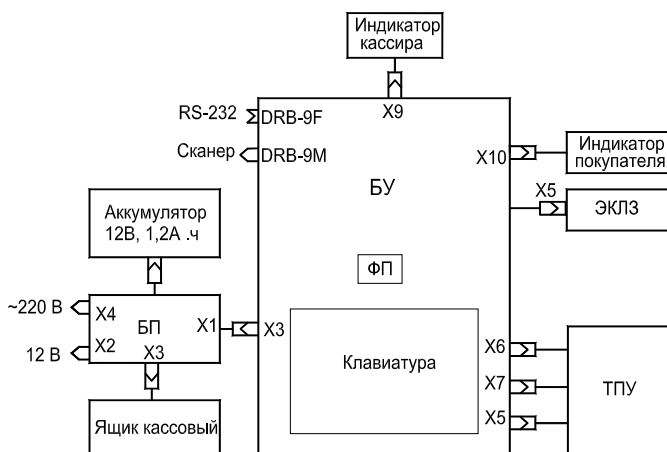 Индикатор
кассира
RS-232
DRB-9F
X9
Сканер
DRB-9M
X10
Индикатор
покупателя
БУ
X5
ЭКЛЗ
Аккумулятор
12В, 1,2А .ч
ФП
~220 В
X4
БП
X1
X3
12 В
X2
X3
Клавиатура
X6
X7
ТПУ
X5
Ящик кассовый